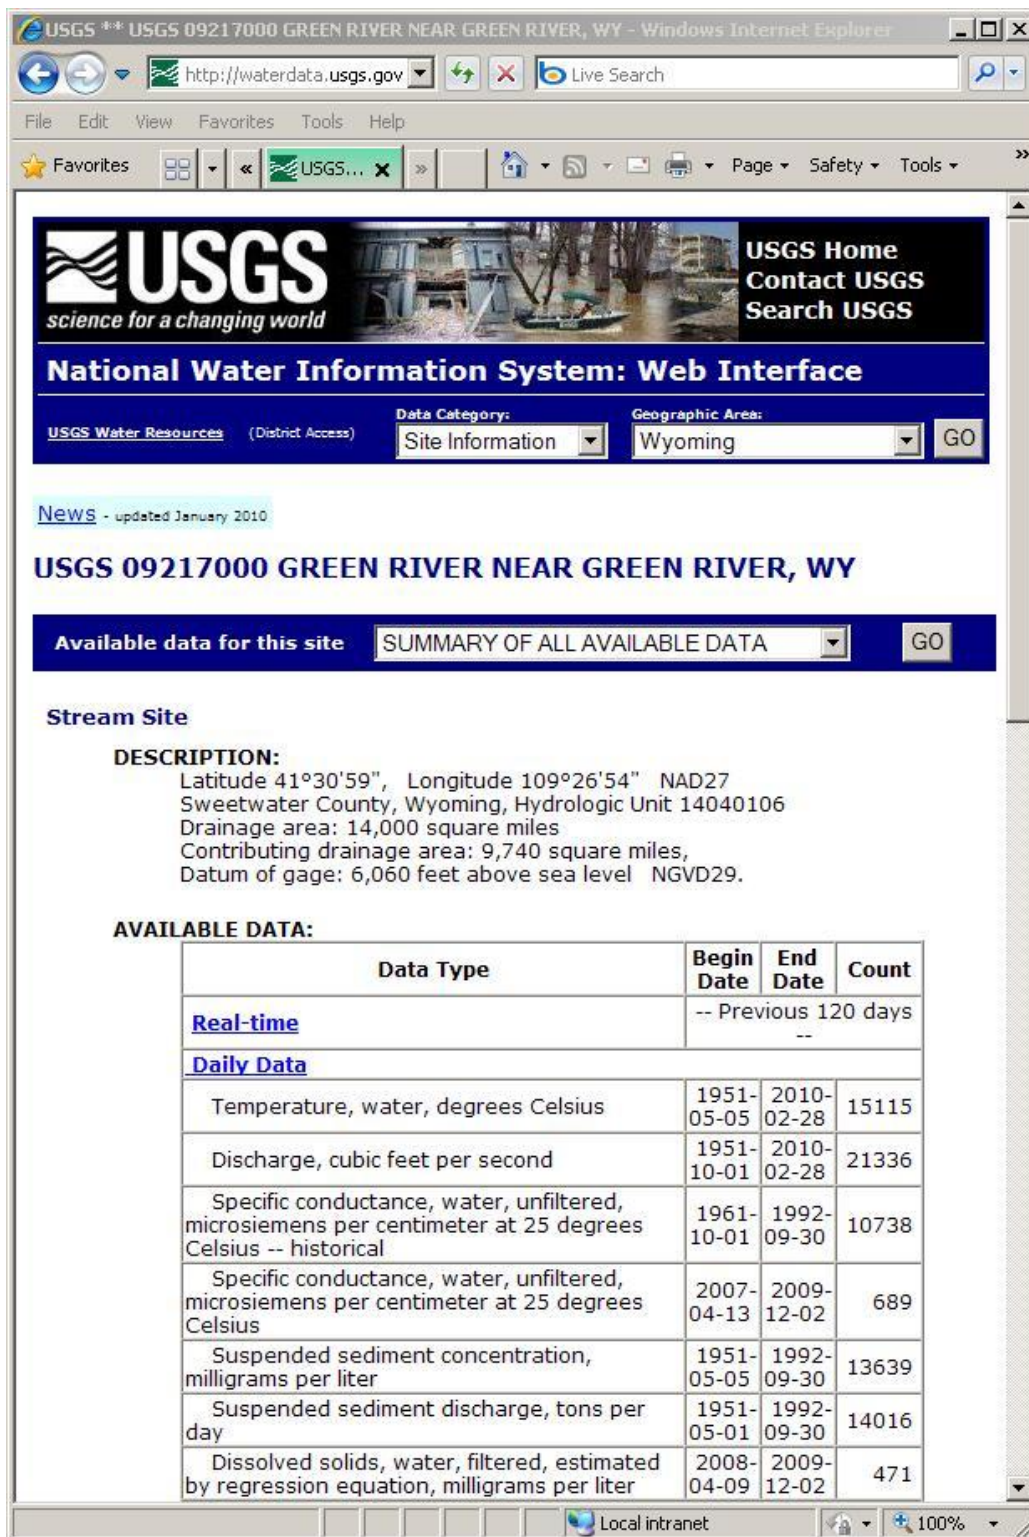 USGS ** USGS 09217000 GREEN RIVER NEAR GREEN RIVER, WY - Windows Internet Explorer
http://waterdata.usgs.gov
Live Search
File Edit View Favorites Tools Help
Favorites
USGS...
Page Safety Tools
USGS
science for a changing world
USGS Home
Contact USGS
Search USGS
National Water Information System: Web Interface
Data Category:
Geographic Area:
USGS Water Resources (District Access)
Site Information
Wyoming
GO
News - updated January 2010
USGS 09217000 GREEN RIVER NEAR GREEN RIVER, WY
Available data for this site
SUMMARY OF ALL AVAILABLE DATA
GO
Stream Site
DESCRIPTION:
Latitude 41°30'59", Longitude 109°26'54" NAD27
Sweetwater County, Wyoming, Hydrologic Unit 14040106
Drainage area: 14,000 square miles
Contributing drainage area: 9,740 square miles,
Datum of gage: 6,060 feet above sea level NGVD29.
AVAILABLE DATA:
Data Type
Begin
Date
End
Date
Count
Real-time
-- Previous 120 days
--
Daily Data
Temperature, water, degrees Celsius
1951-
05-05
2010-
02-28
15115
Discharge, cubic feet per second
1951-
10-01
2010-
02-28
21336
Specific conductance, water, unfiltered,
microsiemens per centimeter at 25 degrees
Celsius -- historical
1961-
10-01
1992-
09-30
10738
Specific conductance, water, unfiltered,
microsiemens per centimeter at 25 degrees
Celsius
2007-
04-13
2009-
12-02
689
Suspended sediment concentration,
milligrams per liter
1951-
05-05
1992-
09-30
13639
Suspended sediment discharge, tons per
day
1951-
05-01
1992-
09-30
14016
Dissolved solids, water, filtered, estimated
by regression equation, milligrams per liter
2008-
04-09
2009-
12-02
471
Local intranet
100%